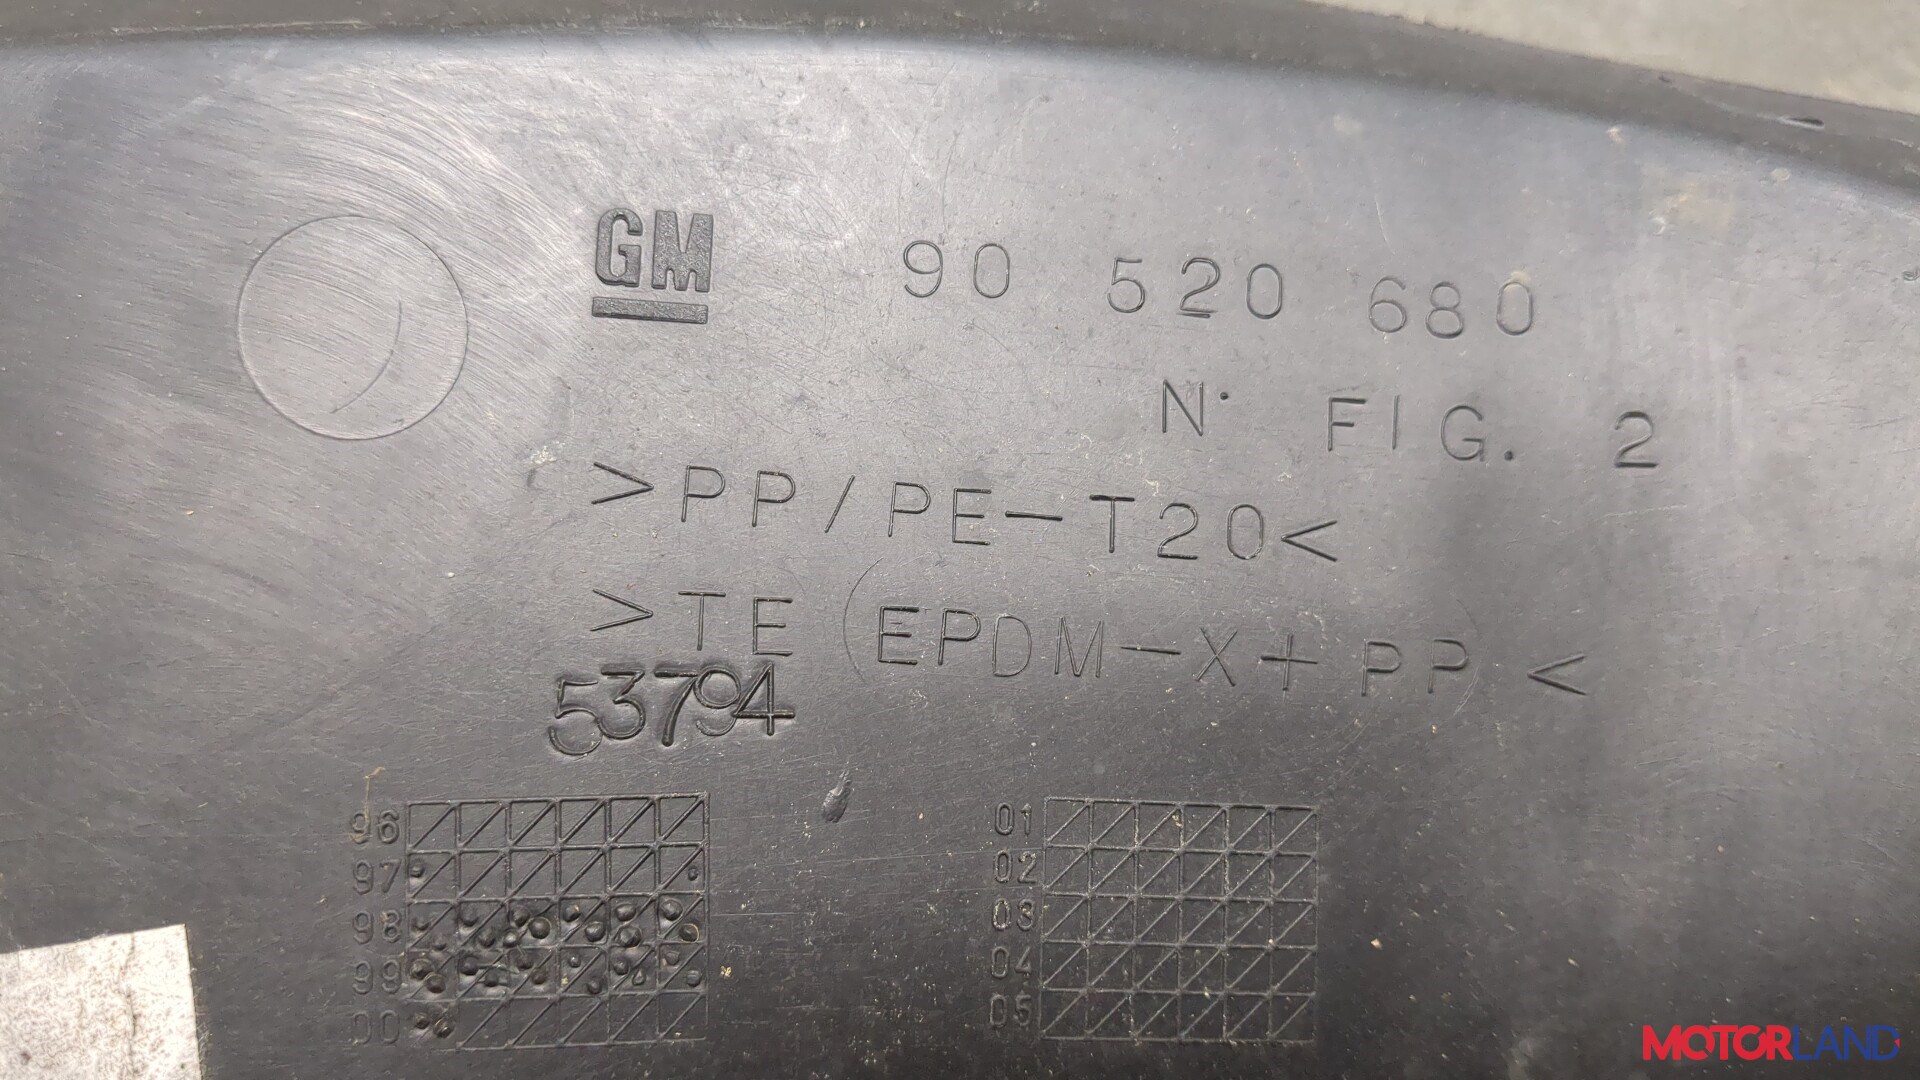 GM 90 520 680
N. FIG. 2
>PP/PE-T20<
>TE (EPDM-X+PP) <
53794
96 01
97 02
98 03
99 04
00 05
MOTORLAND